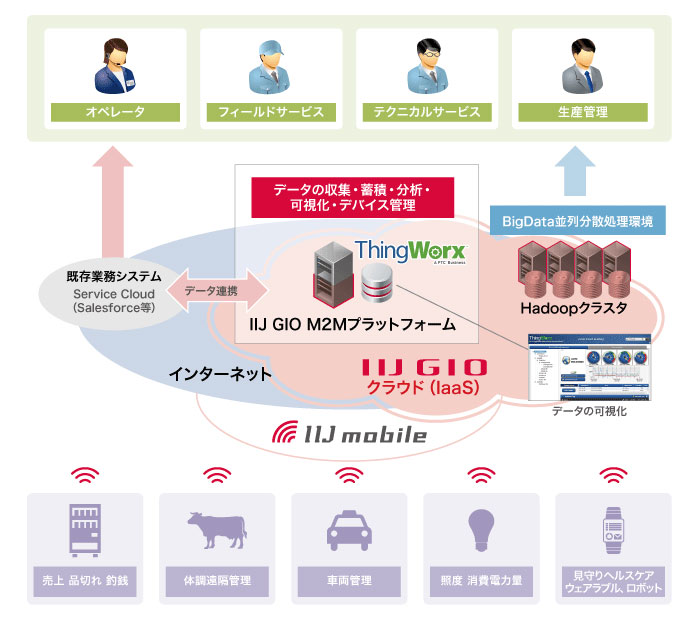 オペレータ
フィールドサービス
テクニカルサービス
生産管理
データの収集・蓄積・分析・
可視化・デバイス管理
BigData並列分散処理環境
ThingWorx
A PTC Business
既存業務システム
Service Cloud
（Salesforce等）
データ連携
IIJ GIO M2Mプラットフォーム
Hadoopクラスタ
ThingWorx
インターネット
IIJ GIO
クラウド（IaaS）
データの可視化
IIJ mobile
売上 品切れ 釣銭
体調遠隔管理
車両管理
照度 消費電力量
見守りヘルスケア
ウェアラブル、ロボット